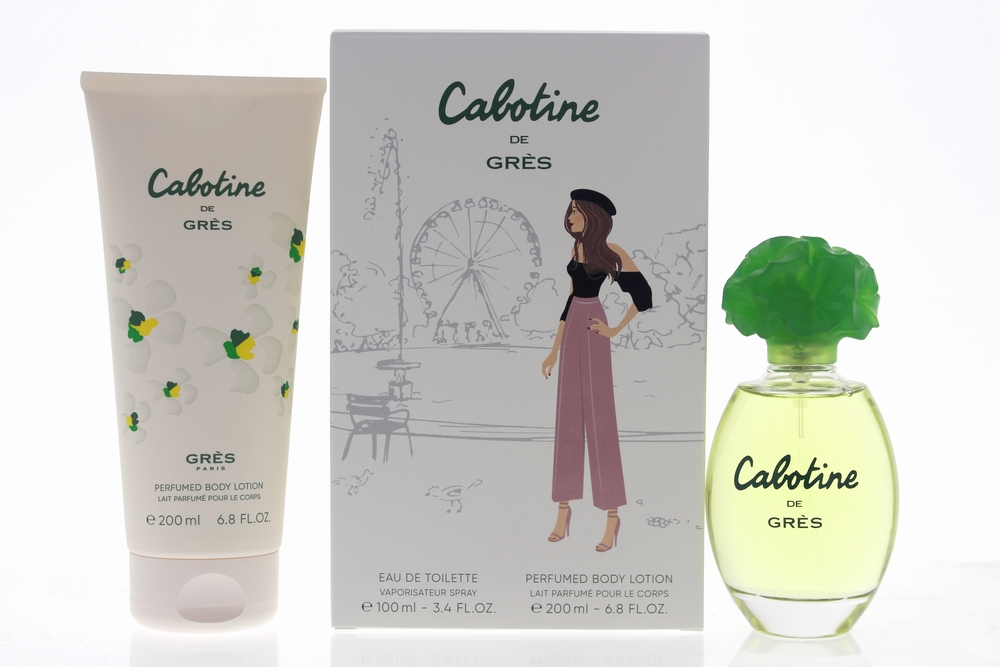 Cabotine
DE
GRÈS
GRÈS
PARIS
PERFUMED BODY LOTION
LAIT PARFUMÉ POUR LE CORPS
℮ 200 ml 6.8 FL.OZ.
Cabotine
DE
GRÈS
EAU DE TOILETTE
VAPORISATEUR SPRAY
℮ 100 ml - 3,4 FL.OZ.
PERFUMED BODY LOTION
LAIT PARFUMÉ POUR LE CORPS
℮ 200 ml - 6.8 FL.OZ.
Cabotine
DE
GRÈS